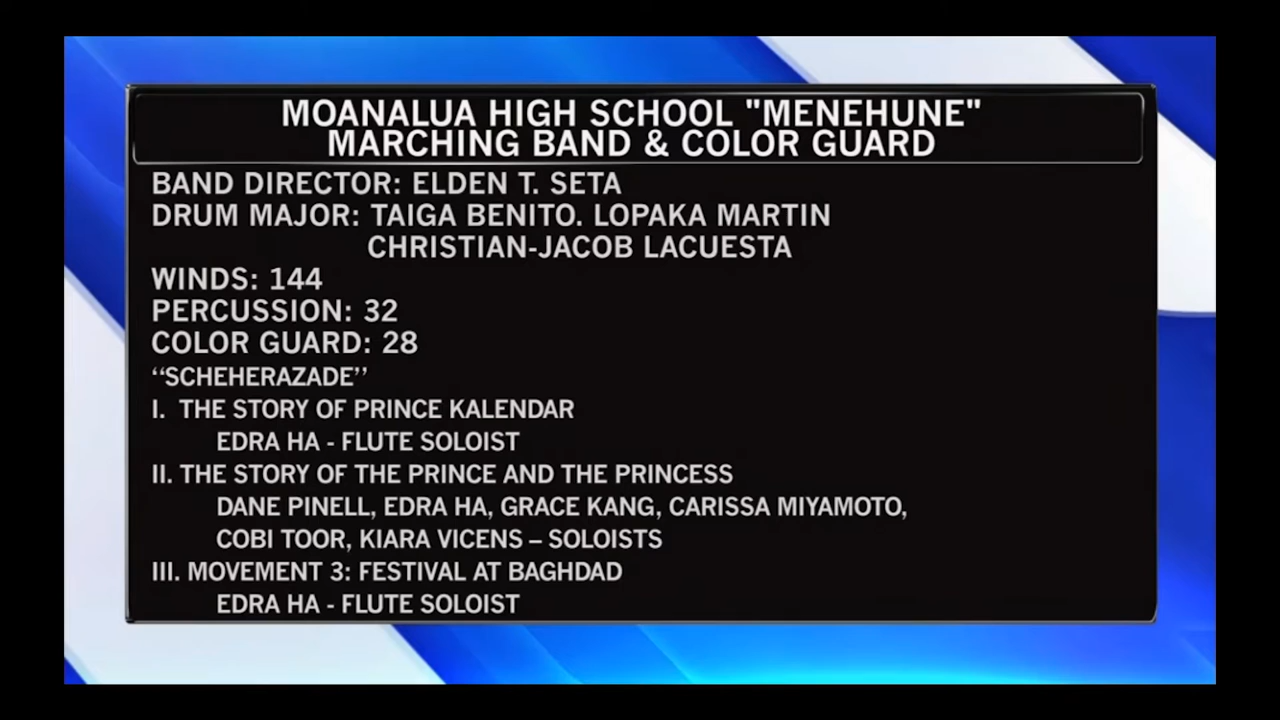 MOANALUA HIGH SCHOOL "MENEHUNE"
MARCHING BAND & COLOR GUARD
BAND DIRECTOR: ELDEN T. SETA
DRUM MAJOR: TAIGA BENITO. LOPAKA MARTIN
CHRISTIAN-JACOB LACUESTA
WINDS: 144
PERCUSSION: 32
COLOR GUARD: 28
‘‘SCHEHERAZADE’’
I. THE STORY OF PRINCE KALENDAR
EDRA HA - FLUTE SOLOIST
II. THE STORY OF THE PRINCE AND THE PRINCESS
DANE PINELL, EDRA HA, GRACE KANG, CARISSA MIYAMOTO,
COBI TOOR, KIARA VICENS – SOLOISTS
III. MOVEMENT 3: FESTIVAL AT BAGHDAD
EDRA HA - FLUTE SOLOIST